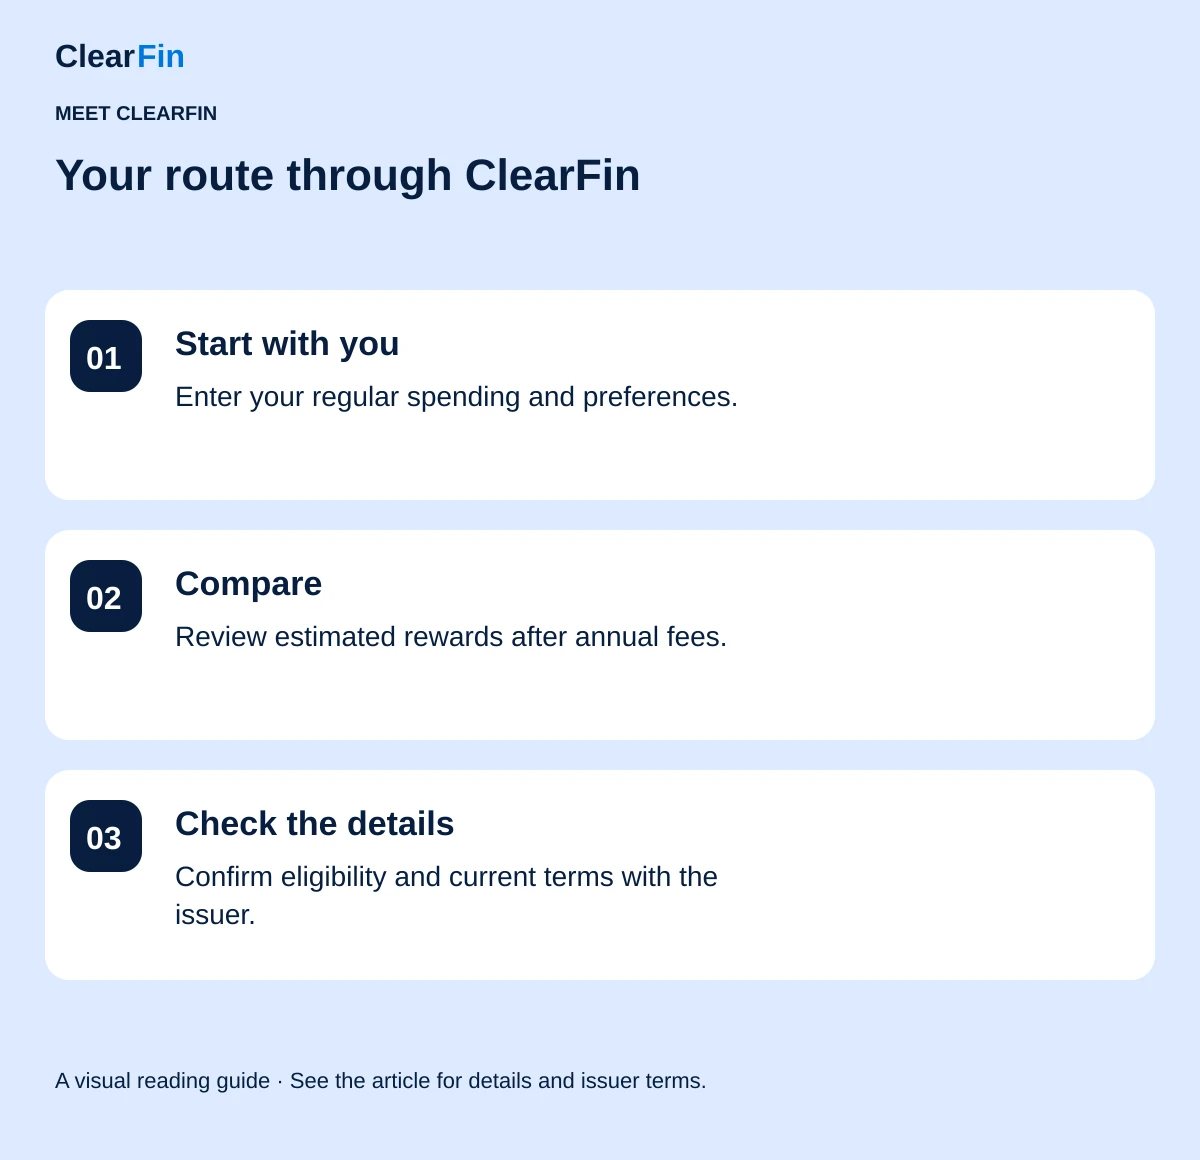 ClearFin
MEET CLEARFIN
Your route through ClearFin
01
Start with you
Enter your regular spending and preferences.
02
Compare
Review estimated rewards after annual fees.
03
Check the details
Confirm eligibility and current terms with the
issuer.
A visual reading guide · See the article for details and issuer terms.